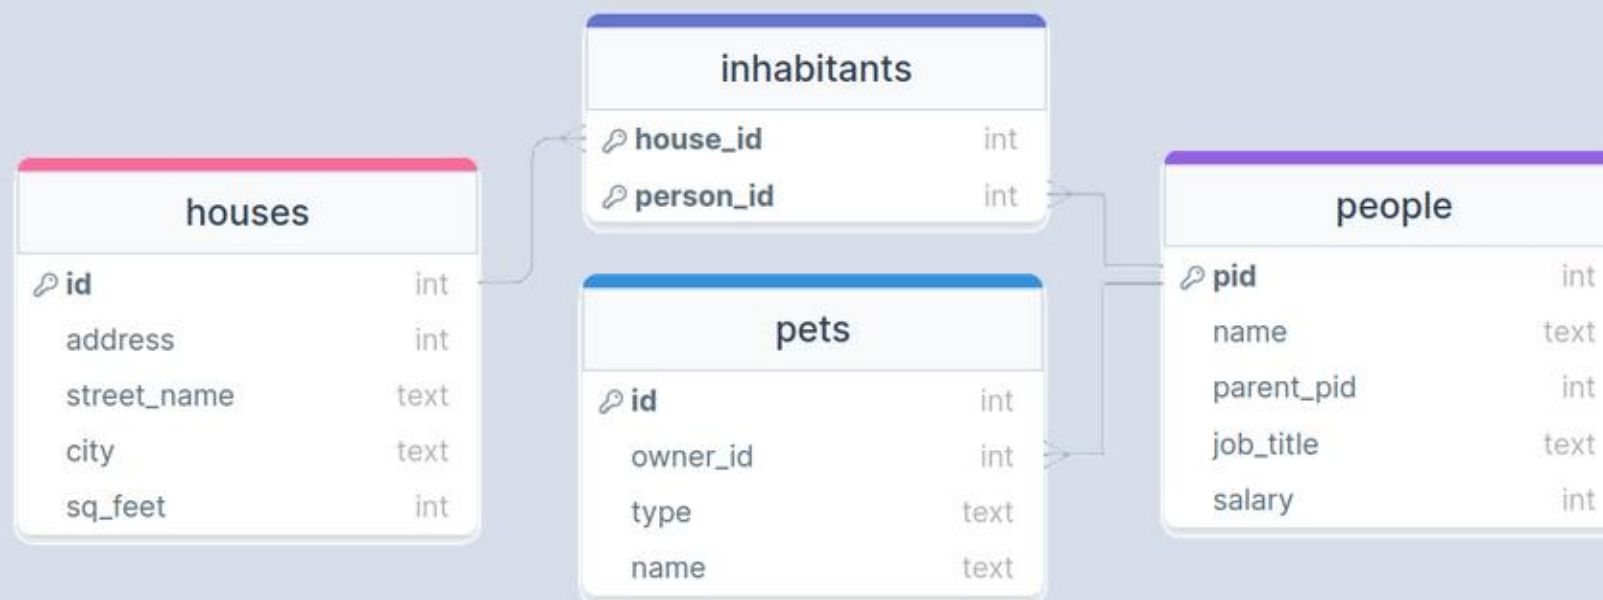 houses
id int
address int
street_name text
city text
sq_feet int
inhabitants
house_id int
person_id int
pets
id int
owner_id int
type text
name text
people
pid int
name text
parent_pid int
job_title text
salary int